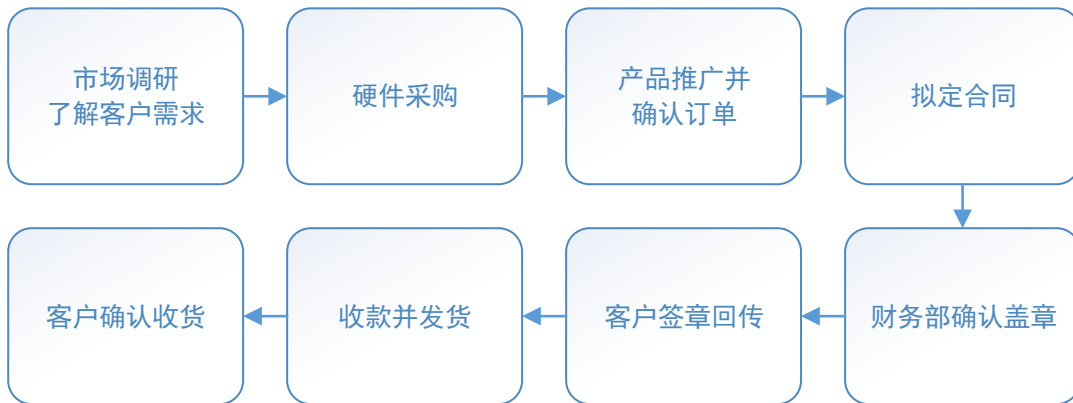 市场调研
了解客户需求
硬件采购
产品推广并
确认订单
拟定合同
财务部确认盖章
客户签章回传
收款并发货
客户确认收货